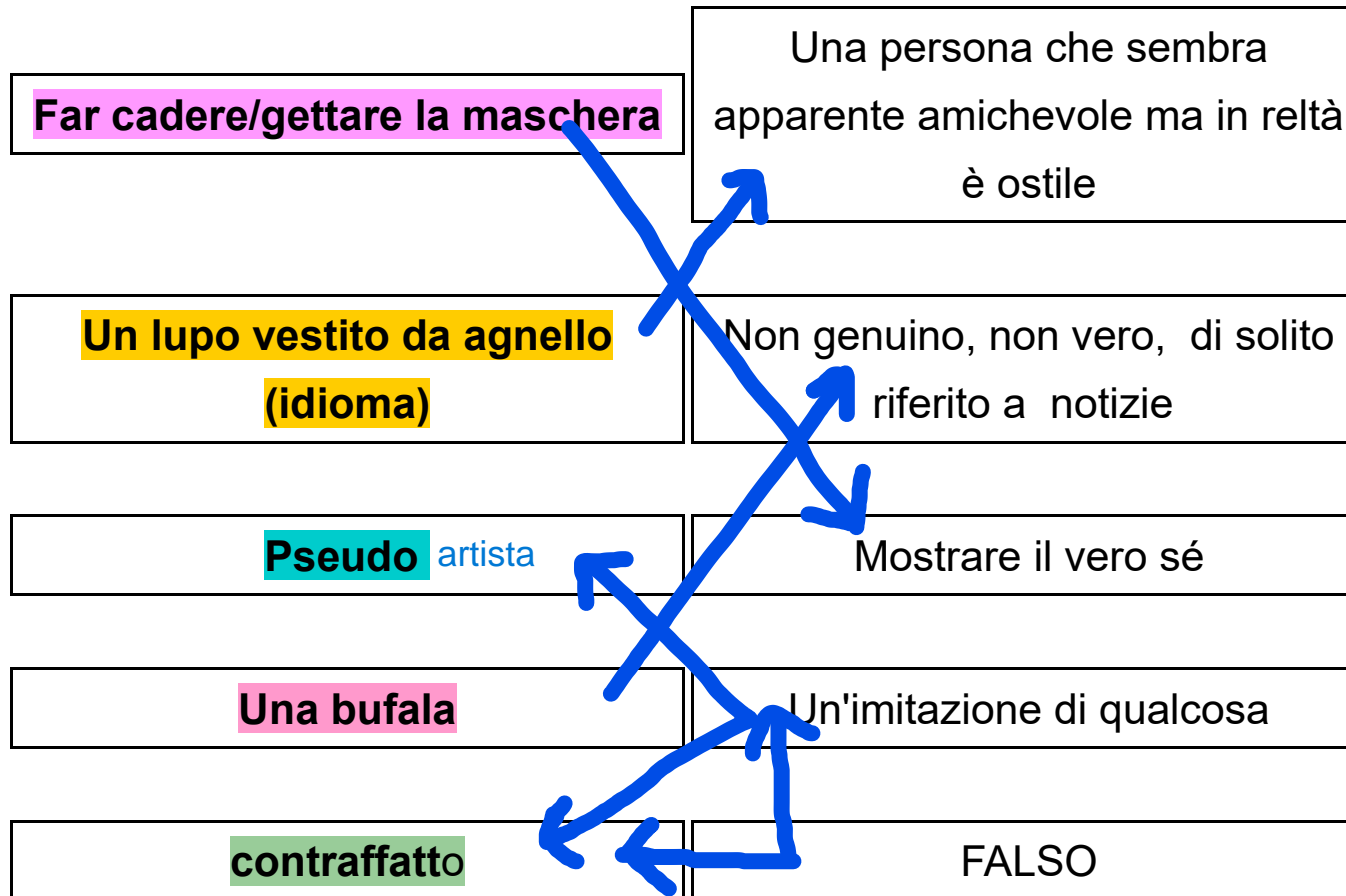 Far cadere/gettare la maschera
Una persona che sembra
apparente amichevole ma in reltà
è ostile
Un lupo vestito da agnello
(idioma)
Non genuino, non vero,  di solito
riferito a  notizie
Pseudo artista
Mostrare il vero sé
Una bufala
Un'imitazione di qualcosa
contraffatto
FALSO